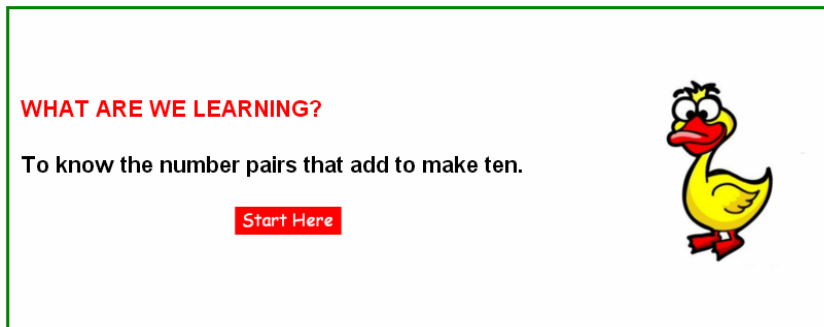 WHAT ARE WE LEARNING?
To know the number pairs that add to make ten.
Start Here